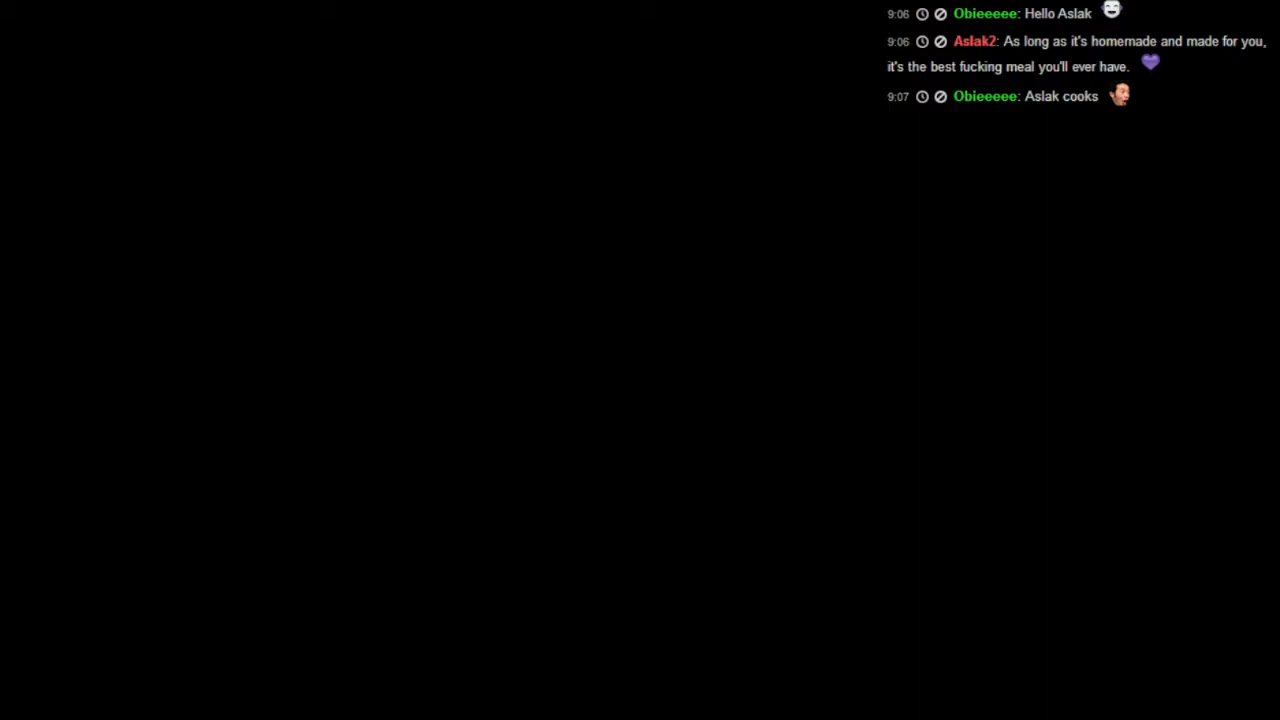 9:06 Obieeeee: Hello Aslak
9:06 Aslak2: As long as it's homemade and made for you,
it's the best fucking meal you'll ever have.
9:07 Obieeeee: Aslak cooks